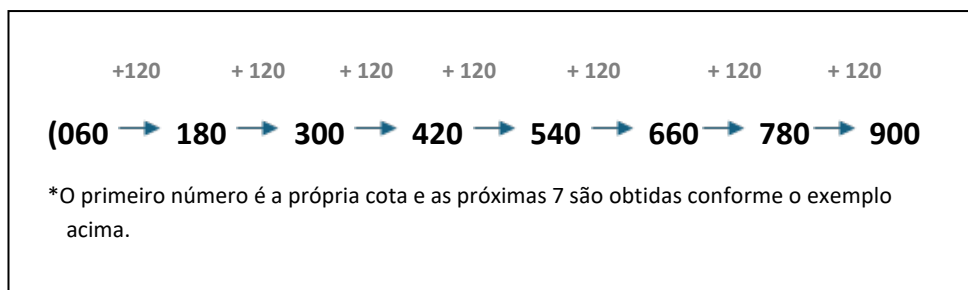 +120 + 120 + 120 + 120 + 120 + 120 + 120
(060 180 300 420 540 660 780 900
*O primeiro número é a própria cota e as próximas 7 são obtidas conforme o exemplo
acima.